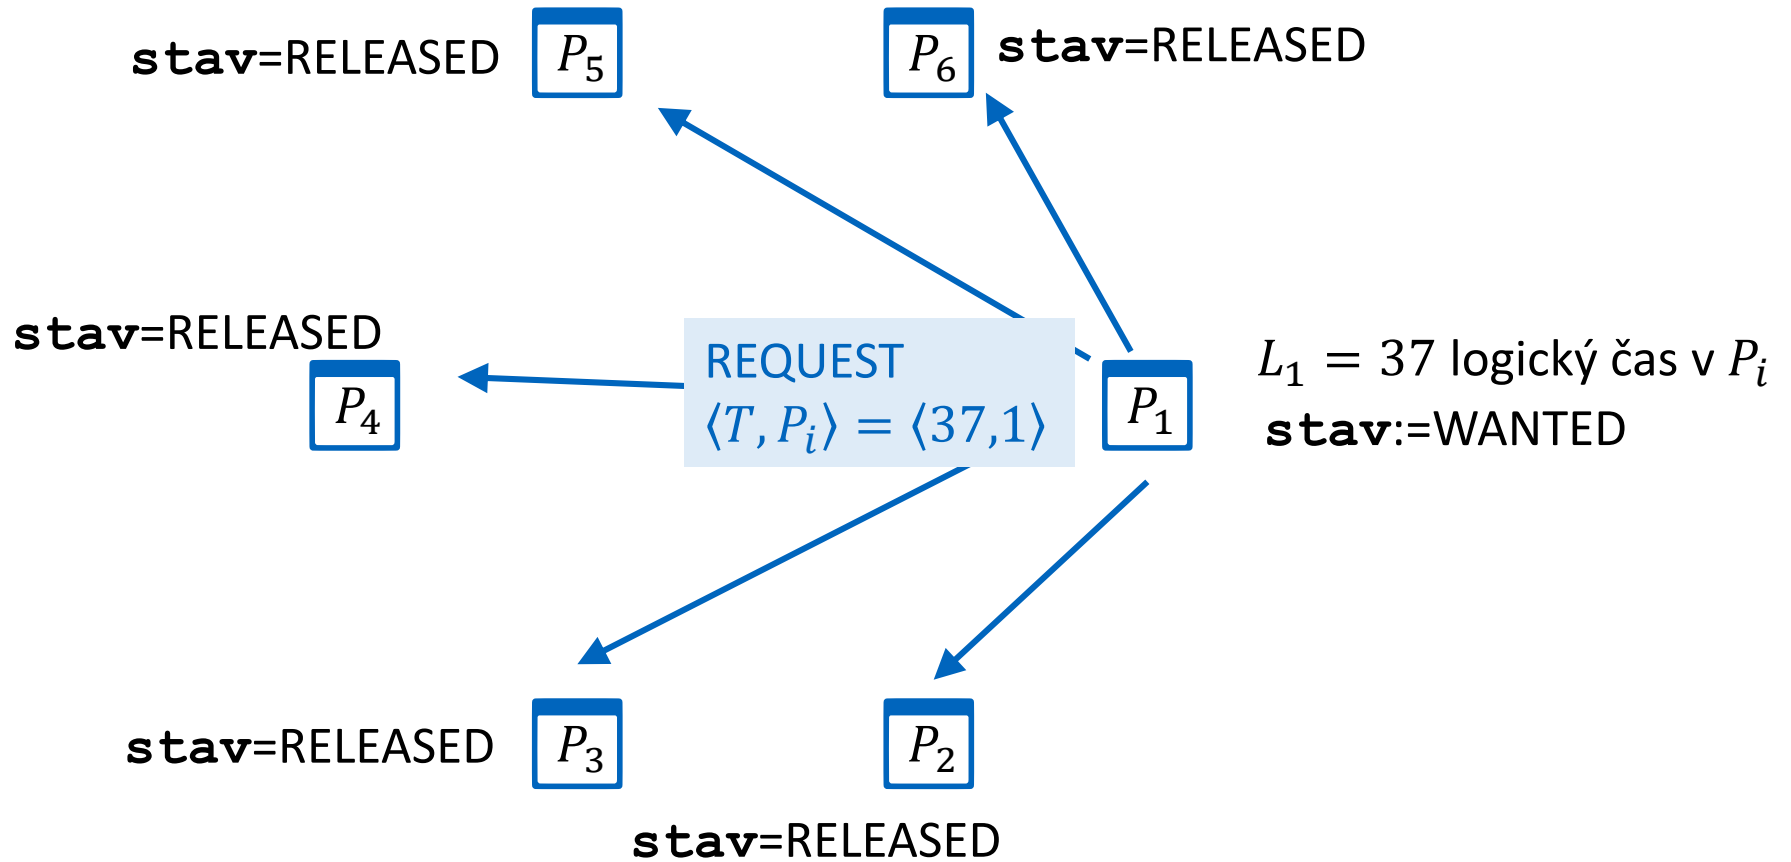 stav=RELEASED
P₅
P₆
stav=RELEASED
stav=RELEASED
P₄
REQUEST
⟨T, Pᵢ⟩ = ⟨37,1⟩
P₁
L₁ = 37 logický čas v Pᵢ
stav:=WANTED
stav=RELEASED
P₃
P₂
stav=RELEASED